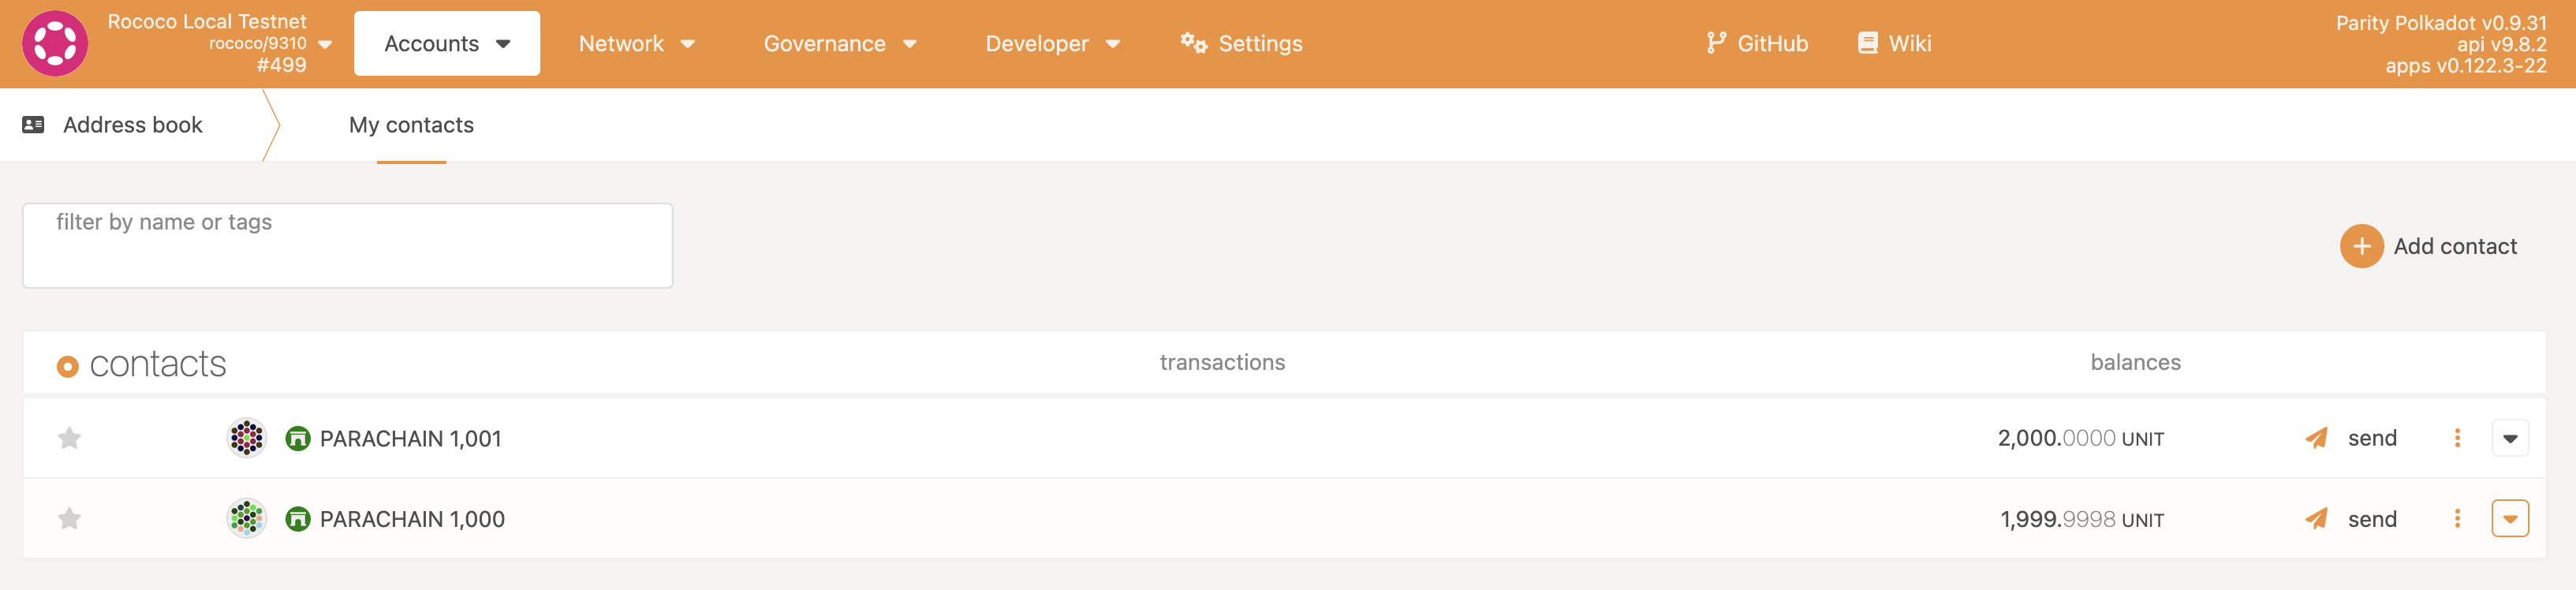 Rococo Local Testnet
rococo/9310
#499
Accounts
Network
Governance
Developer
Settings
GitHub
Wiki
Parity Polkadot v0.9.31
api v9.8.2
apps v0.122.3-22
Address book
My contacts
filter by name or tags
Add contact
contacts transactions balances
PARACHAIN 1,001 2,000.0000 UNIT send
PARACHAIN 1,000 1,999.9998 UNIT send